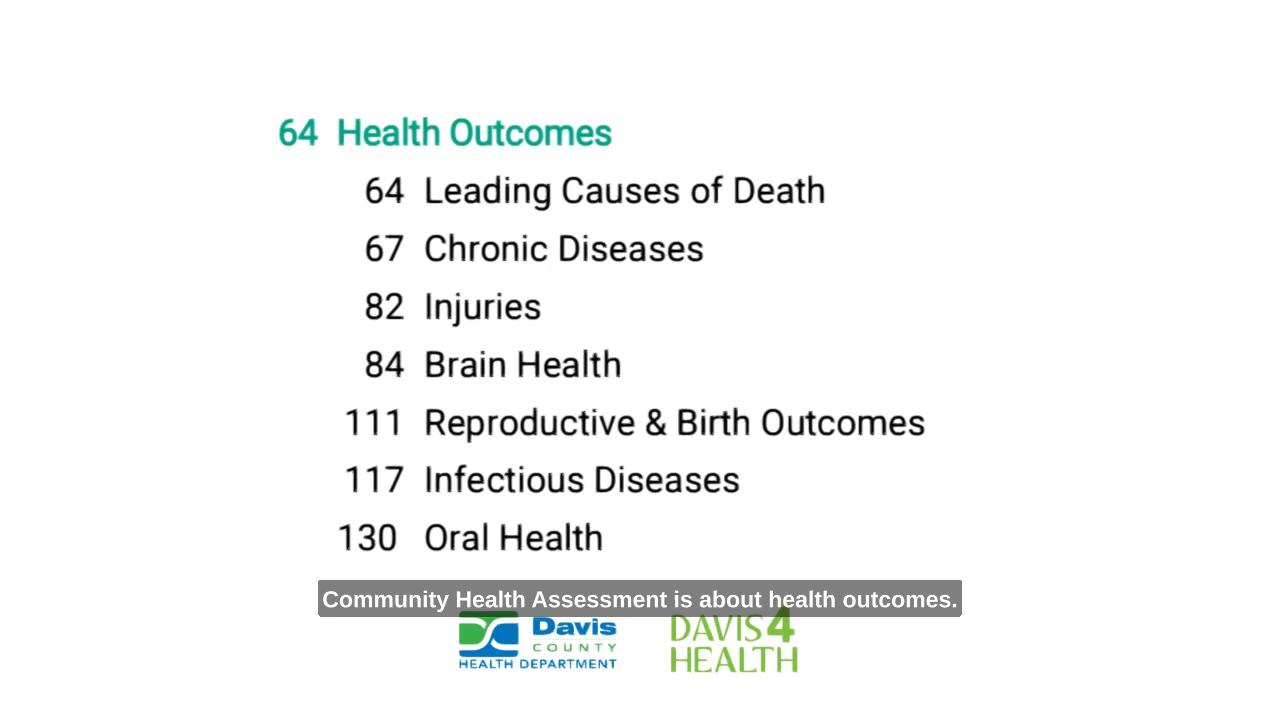 64 Health Outcomes
64 Leading Causes of Death
67 Chronic Diseases
82 Injuries
84 Brain Health
111 Reproductive & Birth Outcomes
117 Infectious Diseases
130 Oral Health
Community Health Assessment is about health outcomes.
Davis
COUNTY
HEALTH DEPARTMENT
DAVIS4
HEALTH